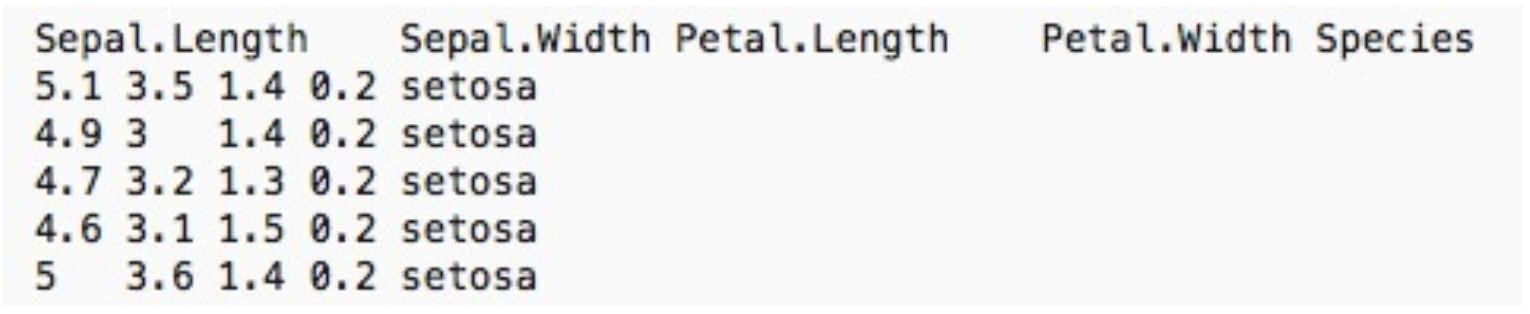 Sepal.Length    Sepal.Width Petal.Length    Petal.Width Species
5.1 3.5 1.4 0.2 setosa
4.9 3   1.4 0.2 setosa
4.7 3.2 1.3 0.2 setosa
4.6 3.1 1.5 0.2 setosa
5   3.6 1.4 0.2 setosa